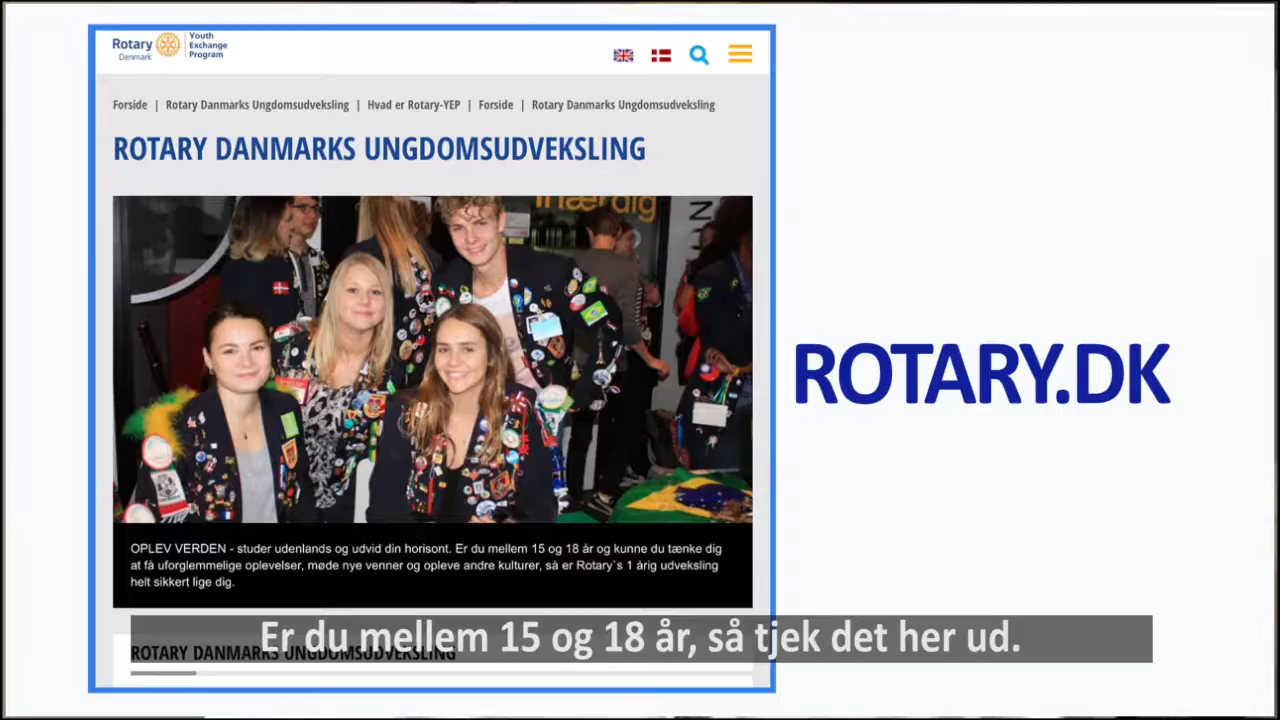 Rotary
Denmark
Youth
Exchange
Program
Forside | Rotary Danmarks Ungdomsudveksling | Hvad er Rotary-YEP | Forside | Rotary Danmarks Ungdomsudveksling
ROTARY DANMARKS UNGDOMSUDVEKSLING
OPLEV VERDEN - studer udenlands og udvid din horisont. Er du mellem 15 og 18 år og kunne du tænke dig
at få uforglemmelige oplevelser, møde nye venner og opleve andre kulturer, så er Rotary`s 1 årig udveksling
helt sikkert lige dig.
ROTARY.DK
Er du mellem 15 og 18 år, så tjek det her ud.
ROTARY DANMARKS UNGDOMSUDVEKSLING